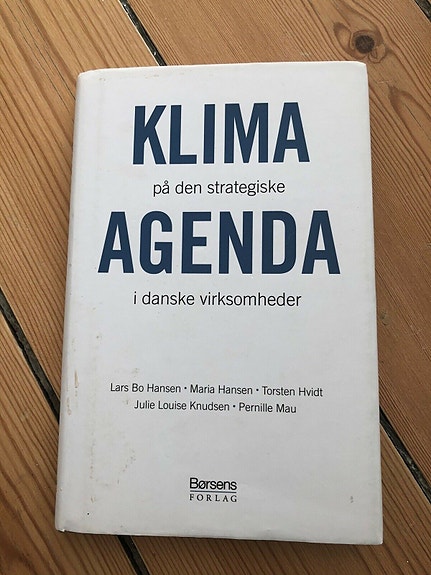 KLIMA
på den strategiske
AGENDA
i danske virksomheder
Lars Bo Hansen • Maria Hansen • Torsten Hvidt
Julie Louise Knudsen • Pernille Mau
Børsens
FORLAG